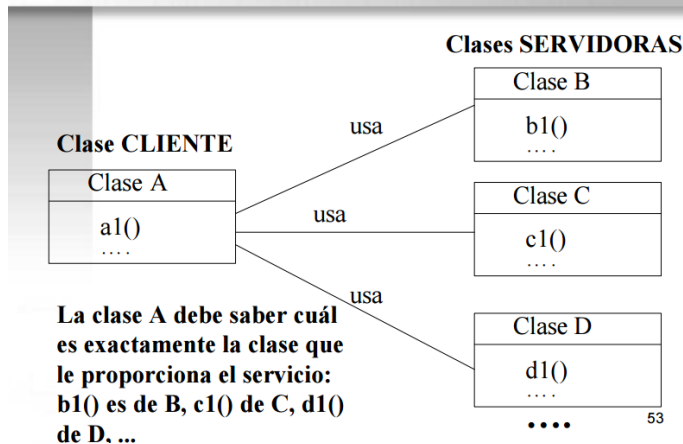 Clases SERVIDORAS
Clase B
b1()
....
usa
Clase CLIENTE
Clase A
a1()
....
usa
Clase C
c1()
....
usa
La clase A debe saber cuál
es exactamente la clase que
le proporciona el servicio:
b1() es de B, c1() de C, d1()
de D, ...
Clase D
d1()
....
....
53